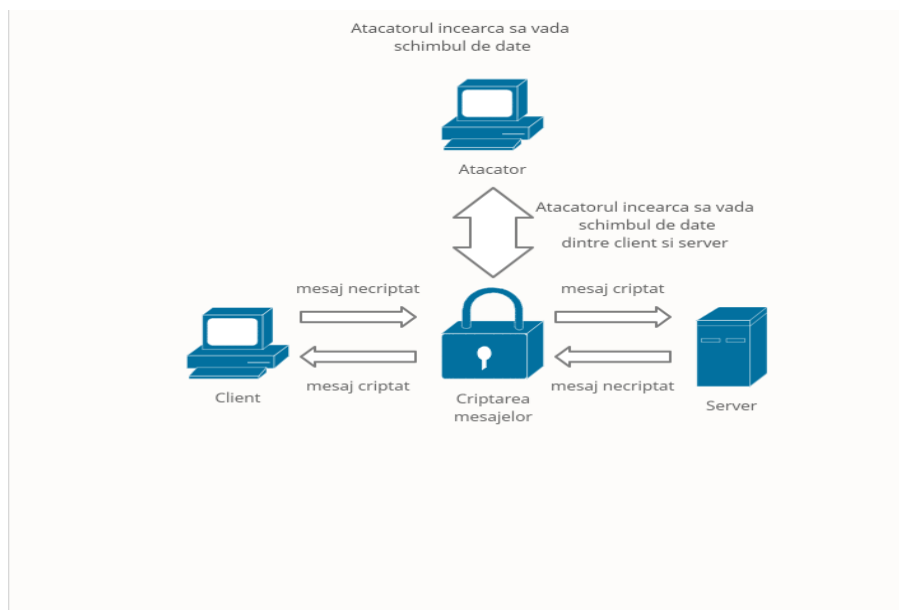 Atacatorul incearca sa vada
schimbul de date
Atacator
Atacatorul incearca sa vada
schimbul de date
dintre client si server
mesaj necriptat
mesaj criptat
mesaj criptat
mesaj necriptat
Client
Criptarea
mesajelor
Server